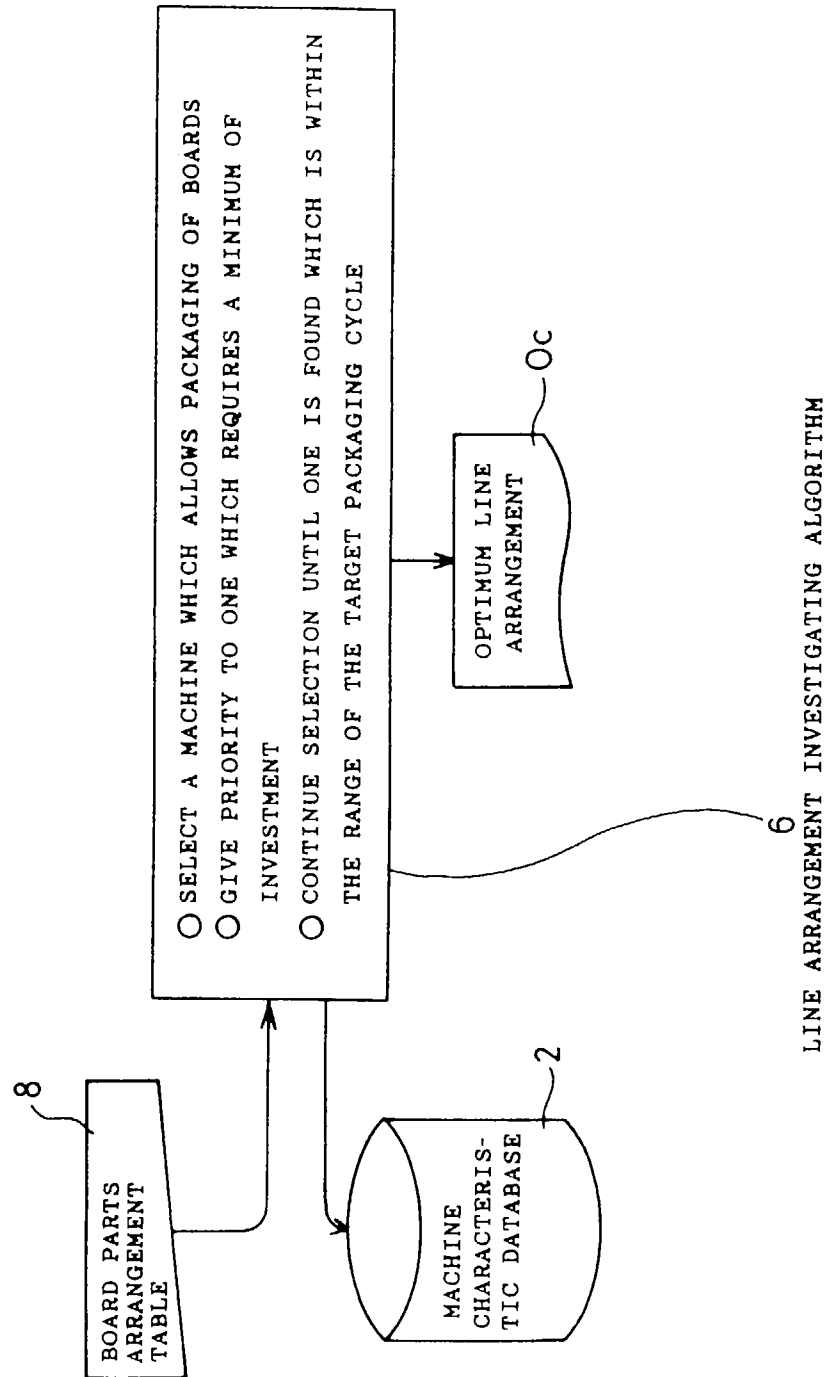 8
BOARD PARTS
ARRANGEMENT
TABLE
○ SELECT A MACHINE WHICH ALLOWS PACKAGING OF BOARDS
○ GIVE PRIORITY TO ONE WHICH REQUIRES A MINIMUM OF
INVESTMENT
○ CONTINUE SELECTION UNTIL ONE IS FOUND WHICH IS WITHIN
THE RANGE OF THE TARGET PACKAGING CYCLE
2
MACHINE
CHARACTERIS-
TIC DATABASE
OPTIMUM LINE
ARRANGEMENT
Oc
6
LINE ARRANGEMENT INVESTIGATING ALGORITHM